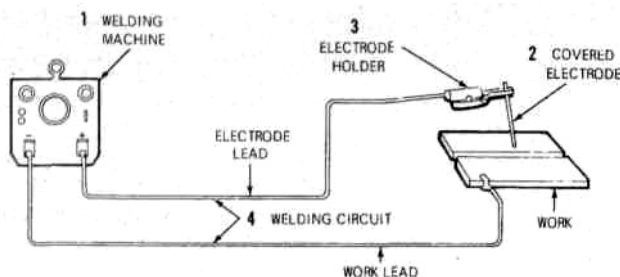 1 WELDING
MACHINE
3
ELECTRODE
HOLDER
2 COVERED
ELECTRODE
- +
ELECTRODE
LEAD
4 WELDING CIRCUIT
WORK
WORK LEAD